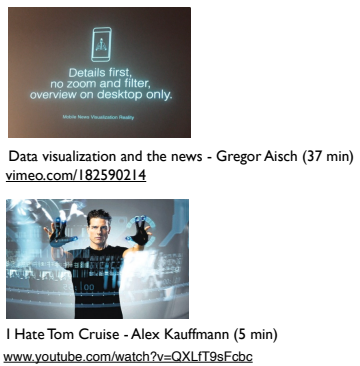 Details first,
no zoom and filter,
overview on desktop only.
Mobile News Visualization Reality
Data visualization and the news - Gregor Aisch (37 min)
vimeo.com/182590214
I Hate Tom Cruise - Alex Kauffmann (5 min)
www.youtube.com/watch?v=QXLfT9sFcbc